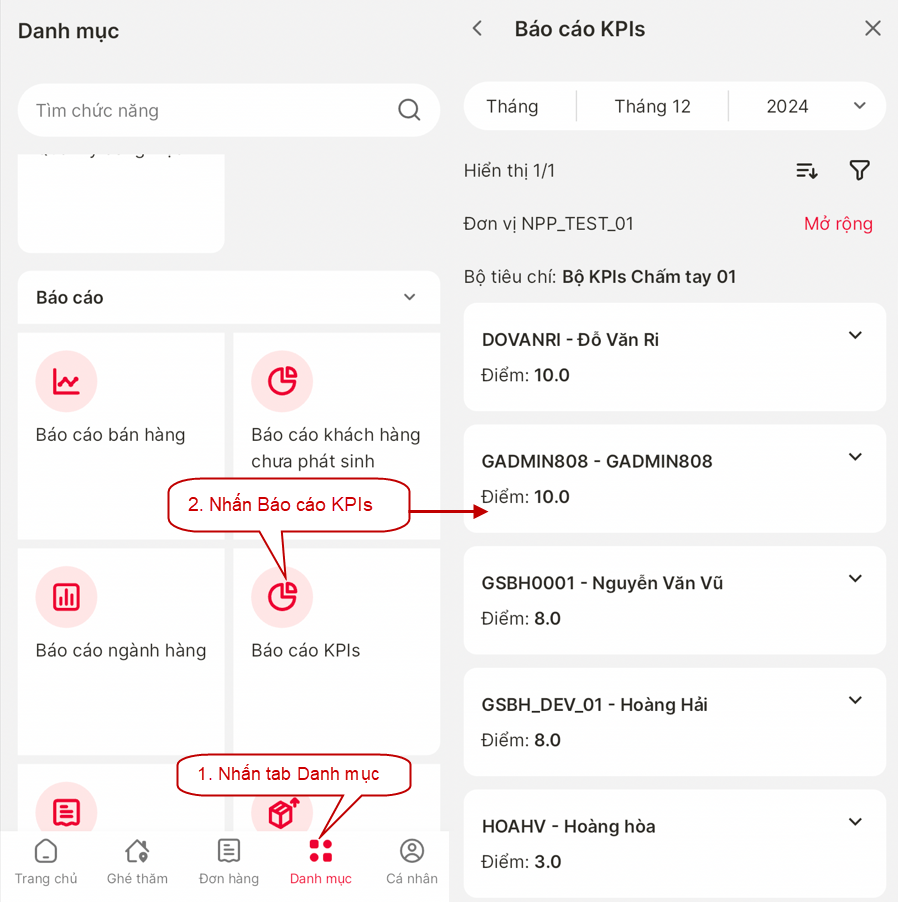 Danh mục
Tìm chức năng
Báo cáo
Báo cáo bán hàng
Báo cáo khách hàng
chưa phát sinh
2. Nhấn Báo cáo KPIs
Báo cáo ngành hàng
Báo cáo KPIs
1. Nhấn tab Danh mục
Trang chủ
Ghé thăm
Đơn hàng
Danh mục
Cá nhân
Báo cáo KPIs
Tháng
Tháng 12
2024
Hiển thị 1/1
Đơn vị NPP_TEST_01
Mở rộng
Bộ tiêu chí: Bộ KPIs Chấm tay 01
DOVANRI - Đỗ Văn Ri
Điểm: 10.0
GADMIN808 - GADMIN808
Điểm: 10.0
GSBH0001 - Nguyễn Văn Vũ
Điểm: 8.0
GSBH_DEV_01 - Hoàng Hải
Điểm: 8.0
HOAHV - Hoàng hòa
Điểm: 3.0